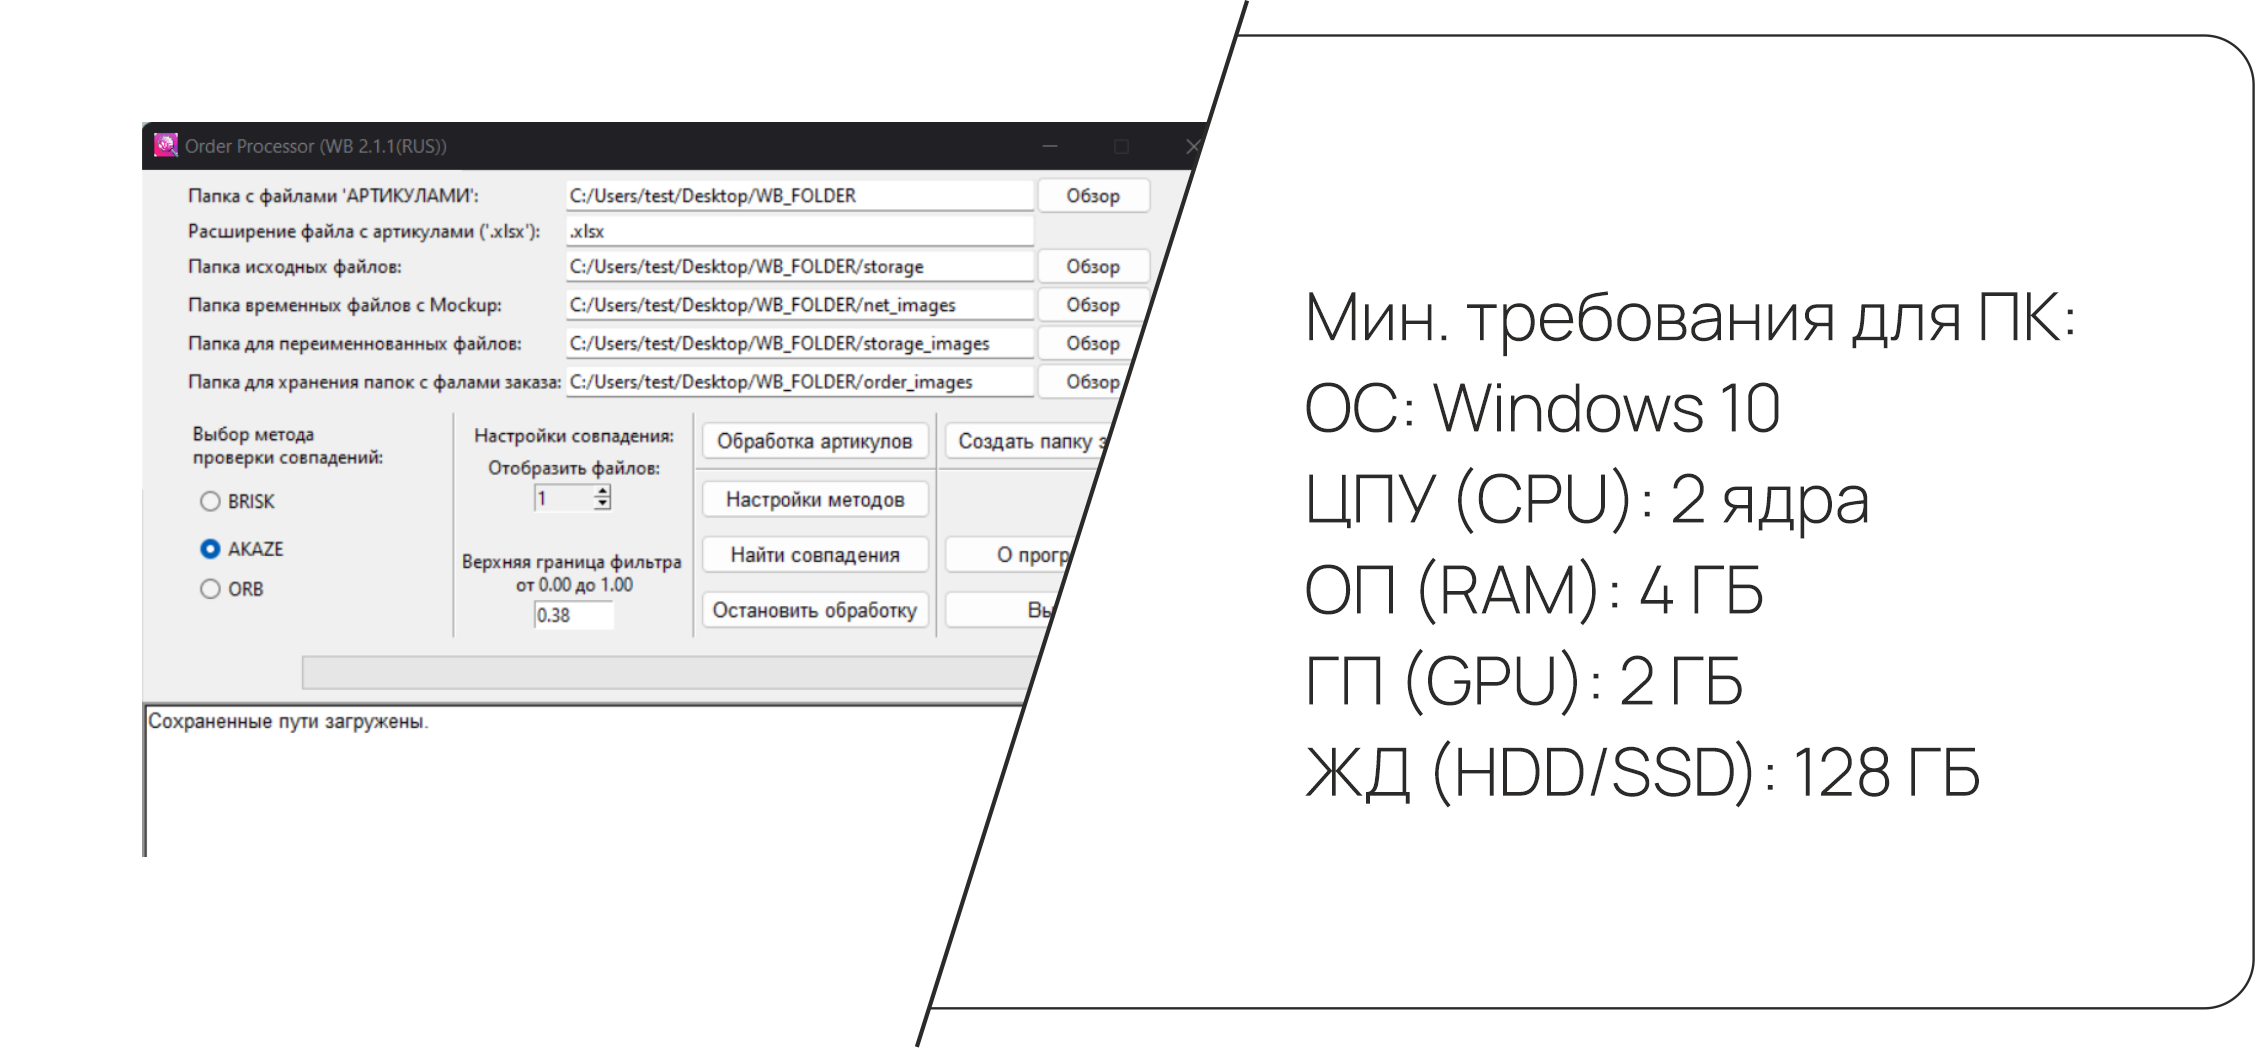 Order Processor (WB 2.1.1(RUS))
Папка с файлами 'АРТИКУЛАМИ': C:/Users/test/Desktop/WB_FOLDER Обзор
Расширение файла с артикулами ('.xlsx'): .xlsx
Папка исходных файлов: C:/Users/test/Desktop/WB_FOLDER/storage Обзор
Папка временных файлов с Mockup: C:/Users/test/Desktop/WB_FOLDER/net_images Обзор
Папка для переименнованных файлов: C:/Users/test/Desktop/WB_FOLDER/storage_images Обзор
Папка для хранения папок с фалами заказа: C:/Users/test/Desktop/WB_FOLDER/order_images Обзор
Выбор метода
проверки совпадений:
BRISK
AKAZE
ORB
Настройки совпадения:
Отобразить файлов:
1
Верхняя граница фильтра
от 0.00 до 1.00
0.38
Обработка артикулов
Настройки методов
Найти совпадения
Остановить обработку
Создать папку
О
Сохраненные пути загружены.
Мин. требования для ПК:
ОС: Windows 10
ЦПУ (CPU): 2 ядра
ОП (RAM): 4 ГБ
ГП (GPU): 2 ГБ
ЖД (HDD/SSD): 128 ГБ